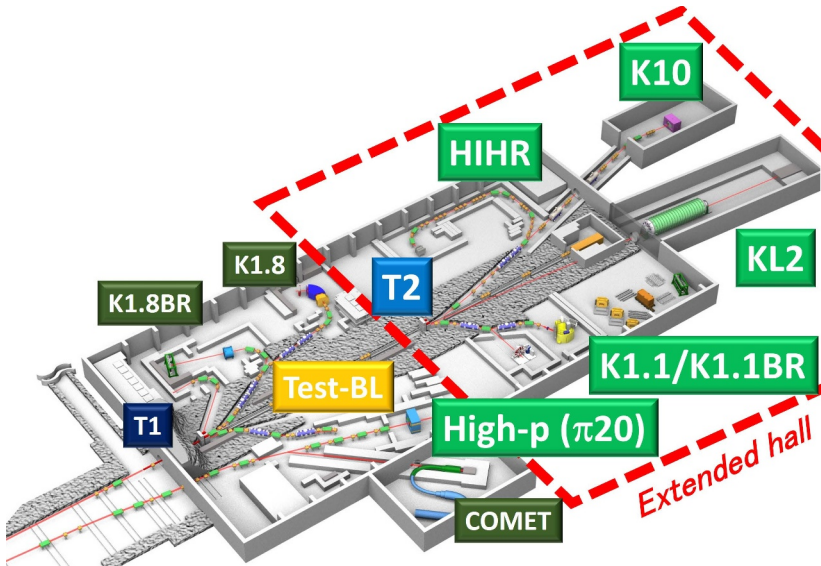 K10
HIHR
KL2
K1.8
T2
K1.8BR
K1.1/K1.1BR
Test-BL
T1
High-p (π20)
Extended hall
COMET